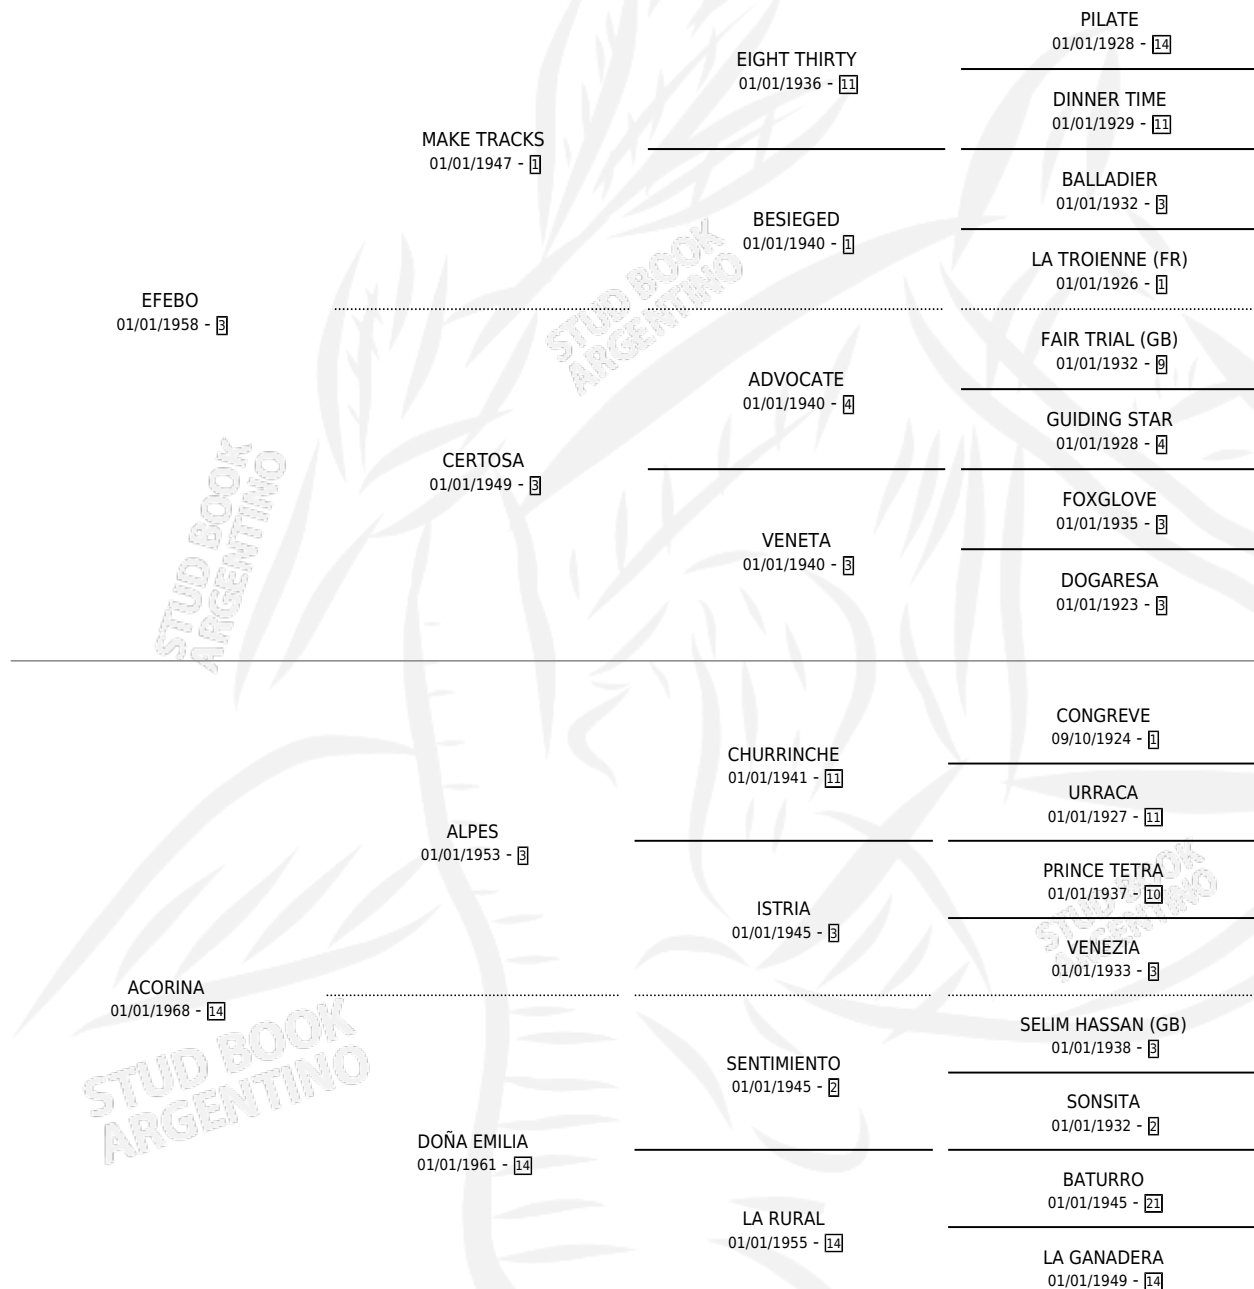 PILATE
01/01/1928 - 14
EIGHT THIRTY
01/01/1936 - 11
DINNER TIME
01/01/1929 - 11
MAKE TRACKS
01/01/1947 - 1
BALLADIER
01/01/1932 - 3
BESIEGED
01/01/1940 - 1
LA TROIENNE (FR)
01/01/1926 - 1
EFEBO
01/01/1958 - 3
FAIR TRIAL (GB)
01/01/1932 - 9
ADVOCATE
01/01/1940 - 4
GUIDING STAR
01/01/1928 - 4
CERTOSA
01/01/1949 - 3
FOXGLOVE
01/01/1935 - 3
VENETA
01/01/1940 - 3
DOGARESA
01/01/1923 - 3
CONGREVE
09/10/1924 - 1
CHURRINCHE
01/01/1941 - 11
URRACA
01/01/1927 - 11
ALPES
01/01/1953 - 3
PRINCE TETRA
01/01/1937 - 10
ISTRIA
01/01/1945 - 3
VENEZIA
01/01/1933 - 3
ACORINA
01/01/1968 - 14
SELIM HASSAN (GB)
01/01/1938 - 3
SENTIMIENTO
01/01/1945 - 2
SONSITA
01/01/1932 - 2
DOÑA EMILIA
01/01/1961 - 14
BATURRO
01/01/1945 - 21
LA RURAL
01/01/1955 - 14
LA GANADERA
01/01/1949 - 14
STUD BOOK
ARGENTINO
STUD BOOK
ARGENTINO
STUD BOOK
ARGENTINO
STUD BOOK
ARGENTINO